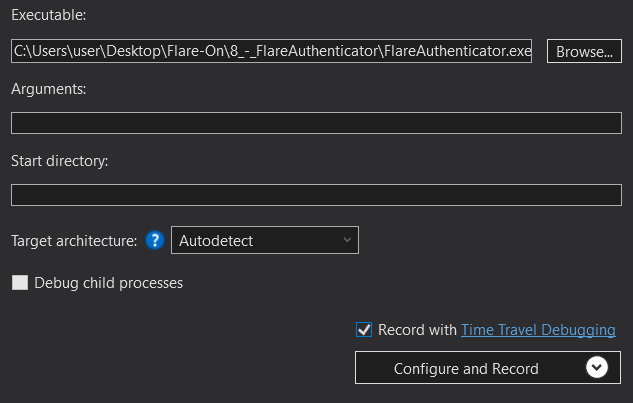 Executable:
C:\Users\user\Desktop\Flare-On\8_-_FlareAuthenticator\FlareAuthenticator.exe
Browse...
Arguments:
Start directory:
Target architecture: ? Autodetect
Debug child processes
Record with Time Travel Debugging
Configure and Record